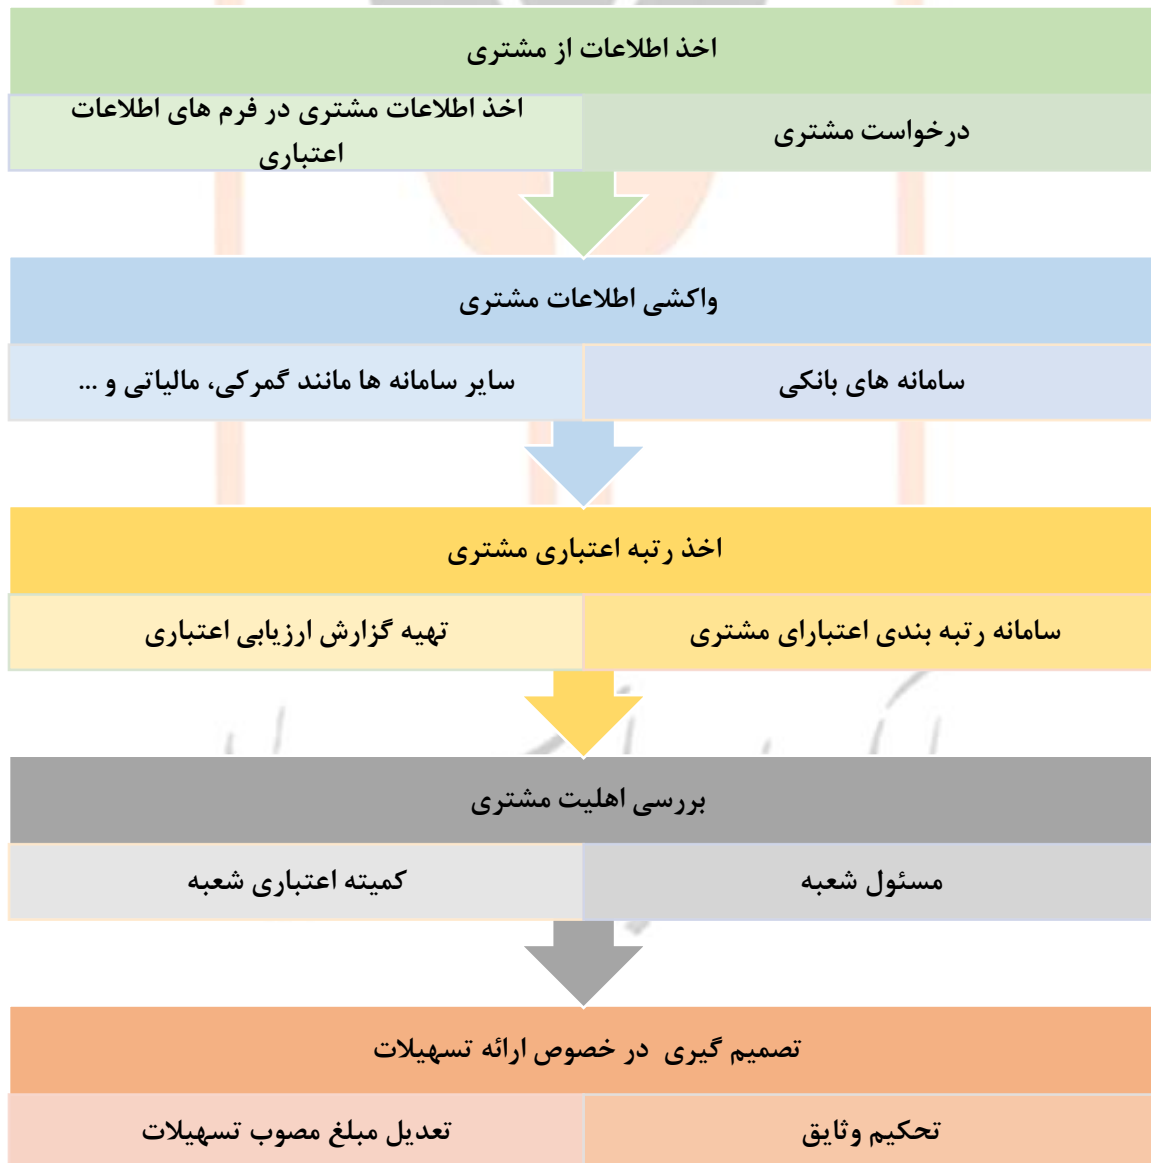 اخذ اطلاعات از مشتری
درخواست مشتری
اخذ اطلاعات مشتری در فرم های اطلاعات
اعتباری
واکشی اطلاعات مشتری
سامانه های بانکی
سایر سامانه ها مانند گمرکی، مالیاتی و ...
اخذ رتبه اعتباری مشتری
سامانه رتبه بندی اعتبارای مشتری
تهیه گزارش ارزیابی اعتباری
بررسی اهلیت مشتری
مسئول شعبه
کمیته اعتباری شعبه
تصمیم گیری در خصوص ارائه تسهیلات
تحکیم وثایق
تعدیل مبلغ مصوب تسهیلات